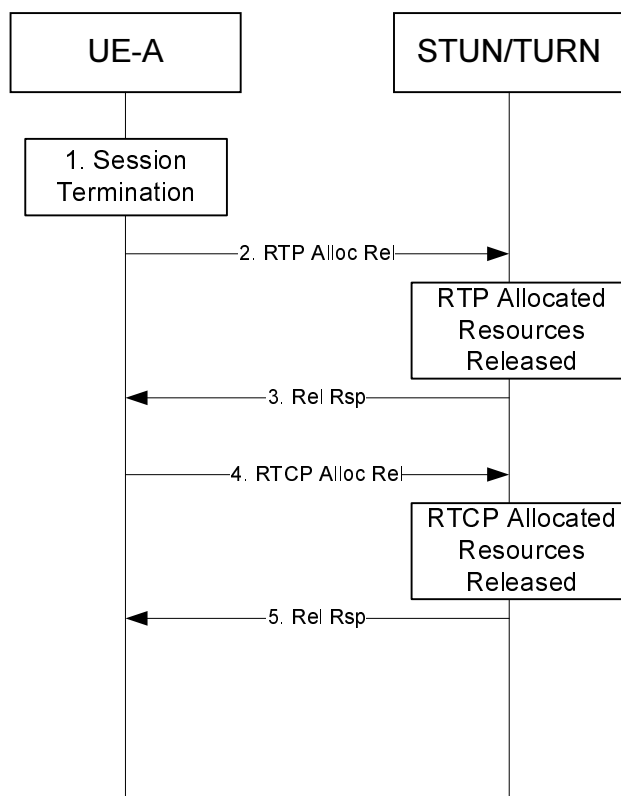 UE-A
STUN/TURN
1. Session
Termination
2. RTP Alloc Rel
RTP Allocated
Resources
Released
3. Rel Rsp
4. RTCP Alloc Rel
RTCP Allocated
Resources
Released
5. Rel Rsp